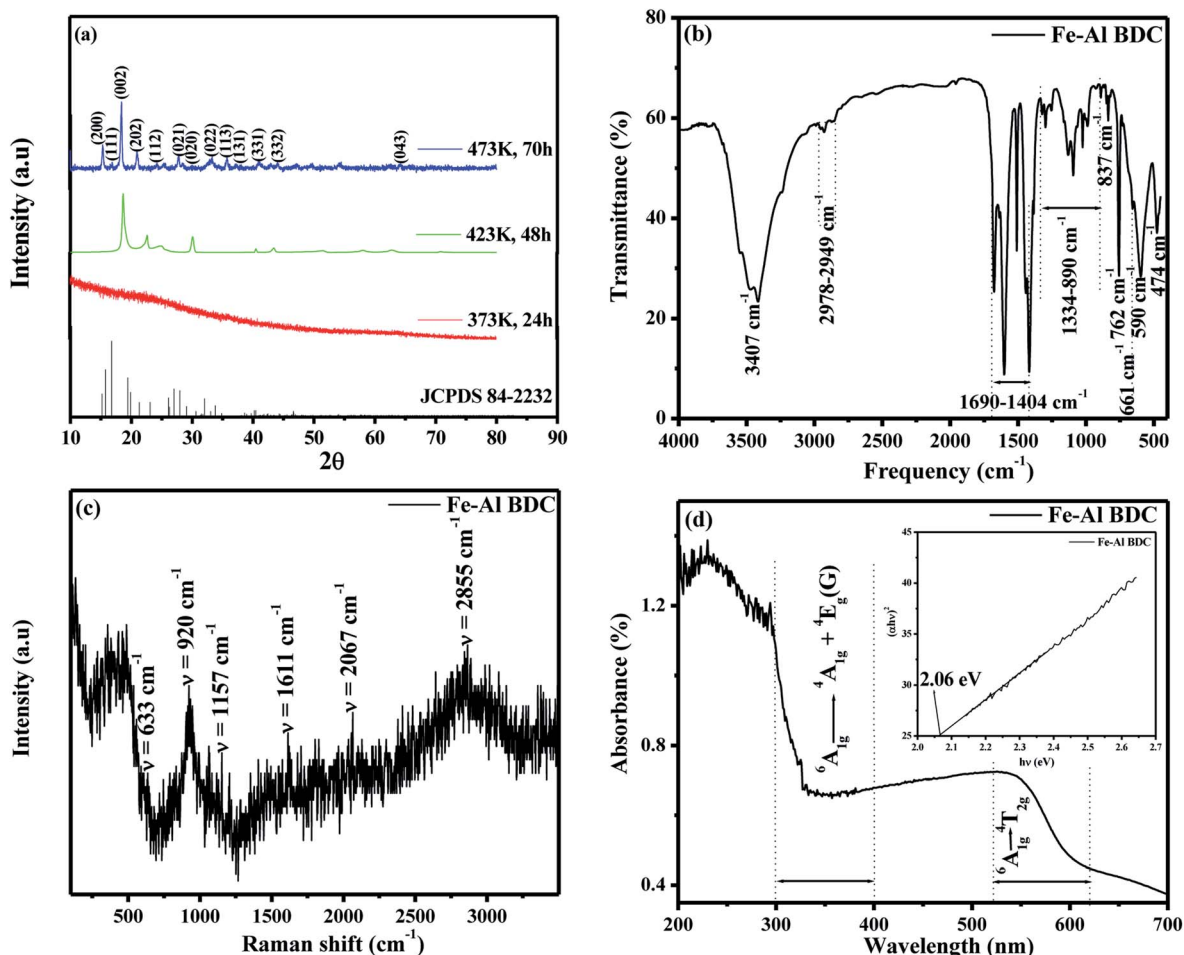 (a)
(200)
(111)
(002)
(202)
(112)
(021)
(020)
(022)
(113)
(131)
(331)
(332)
(043)
473K, 70h
423K, 48h
373K, 24h
JCPDS 84-2232
Intensity (a.u)
10 20 30 40 50 60 70 80 90
2θ
(b)
Fe-Al BDC
80
60
40
20
0
Transmittance (%)
3407 cm⁻¹
2978-2949 cm⁻¹
1690-1404 cm⁻¹
1334-890 cm⁻¹
837 cm⁻¹
762 cm⁻¹
661 cm⁻¹
590 cm⁻¹
474 cm⁻¹
4000 3500 3000 2500 2000 1500 1000 500
Frequency (cm⁻¹)
(c)
Fe-Al BDC
Intensity (a.u)
ν = 633 cm⁻¹
ν = 920 cm⁻¹
ν = 1157 cm⁻¹
ν = 1611 cm⁻¹
ν = 2067 cm⁻¹
ν = 2855 cm⁻¹
500 1000 1500 2000 2500 3000
Raman shift (cm⁻¹)
(d)
Fe-Al BDC
1.2
0.8
0.4
Absorbance (%)
⁶A₁g ⁴A₁g + ⁴Eg (G)
⁶A₁g ⁴T₂g
45
40
35
30
25
(αhν)²
Fe-Al BDC
2.06 eV
2.0 2.1 2.2 2.3 2.4 2.5 2.6 2.7
hν (eV)
200 300 400 500 600 700
Wavelength (nm)